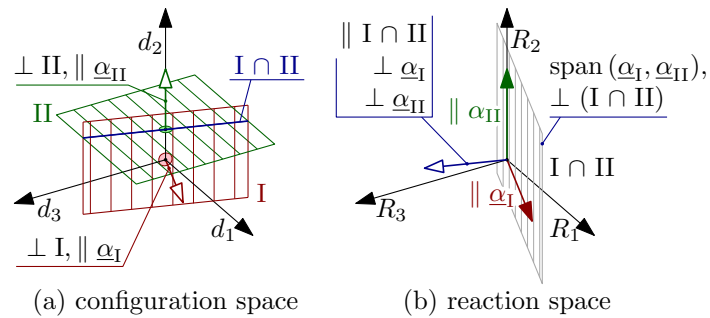 d₂
⊥ II, ∥ α_II
I ∩ II
II
I
d₃
d₁
⊥ I, ∥ α_I
(a) configuration space
∥ I ∩ II
⊥ α_I
⊥ α_II
R₂
span (α_I, α_II),
⊥ (I ∩ II)
∥ α_II
I ∩ II
∥ α_I
R₃
R₁
(b) reaction space